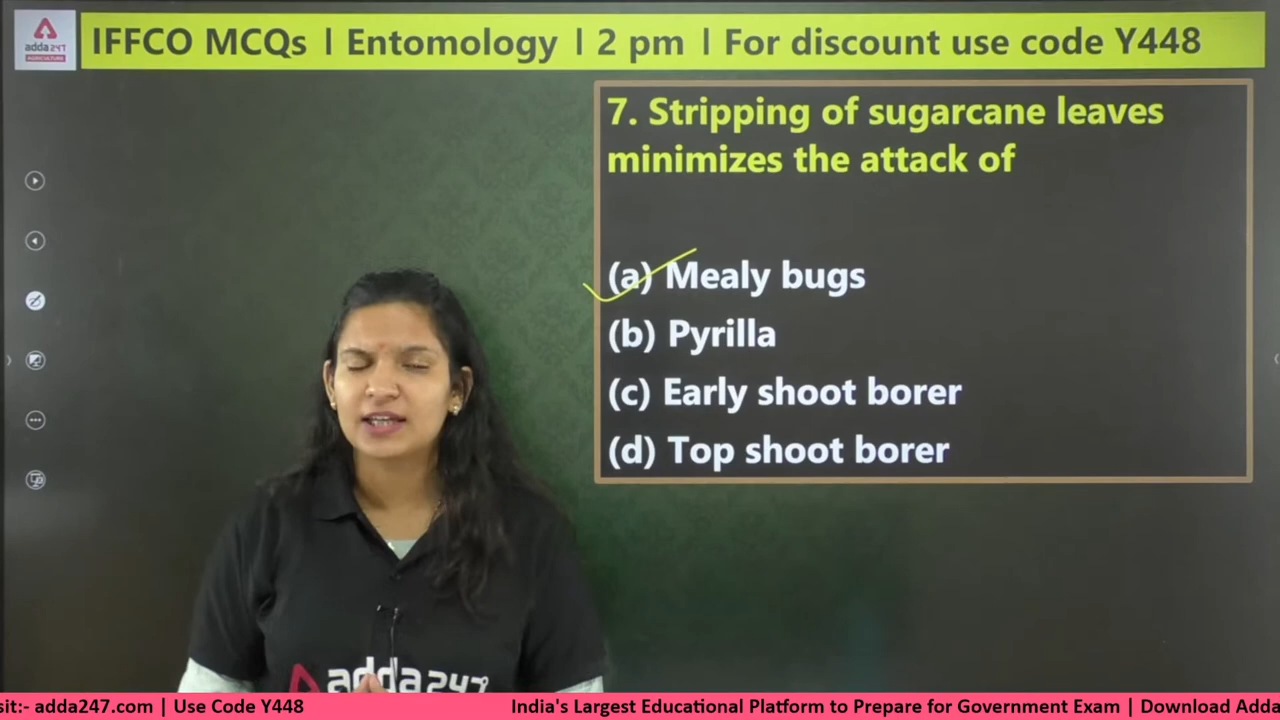 adda247
AGRICULTURE
IFFCO MCQs l Entomology l 2 pm l For discount use code Y448
7. Stripping of sugarcane leaves
minimizes the attack of
(a) Mealy bugs
(b) Pyrilla
(c) Early shoot borer
(d) Top shoot borer
adda247
sit:- adda247.com | Use Code Y448
India's Largest Educational Platform to Prepare for Government Exam | Download Adda